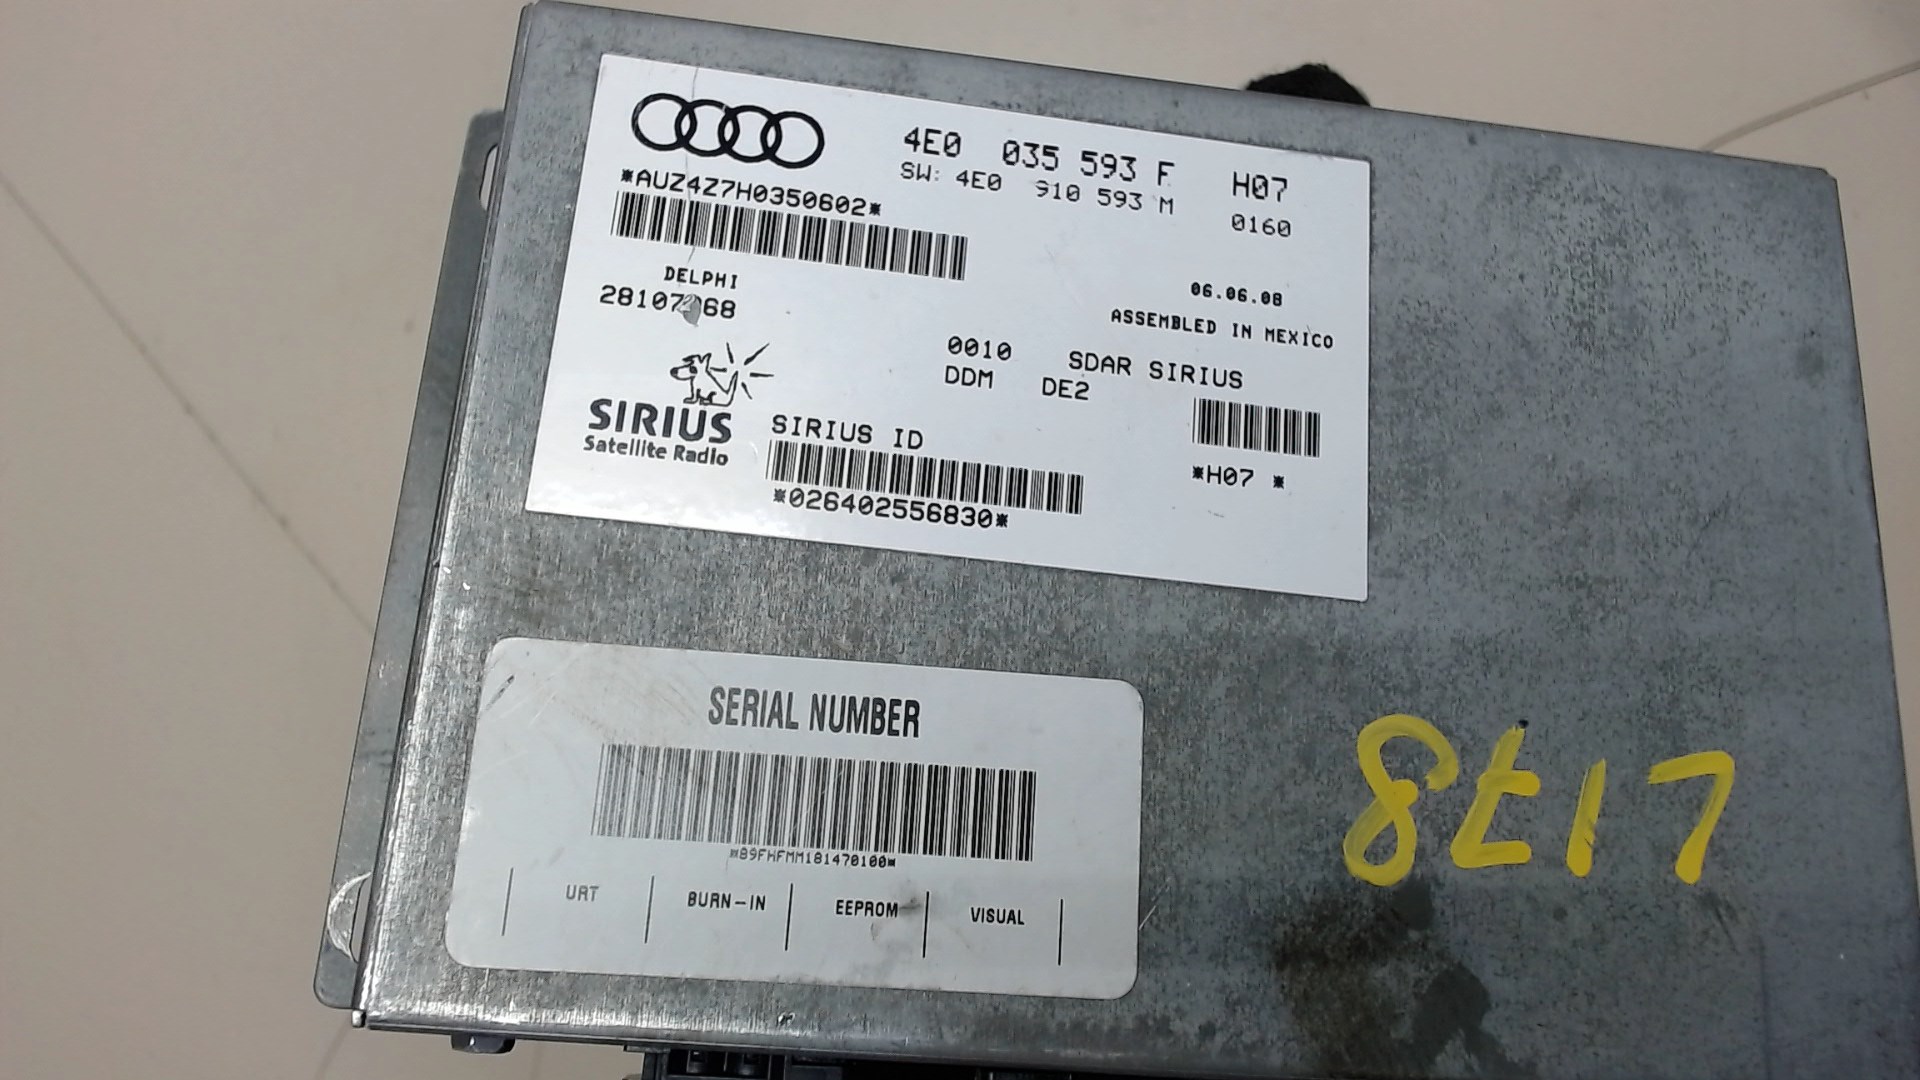 4E0 035 593 F H07
SW: 4E0 910 593 M 0160
*AUZ4Z7H0350602*
DELPHI
06.06.08
ASSEMBLED IN MEXICO
0010 SDAR SIRIUS
DDM DE2
SIRIUS
Satellite Radio
SIRIUS ID
*026402556830*
*H07 *
SERIAL NUMBER
*89FHFMM181470100*
URT BURN-IN EEPROM VISUAL